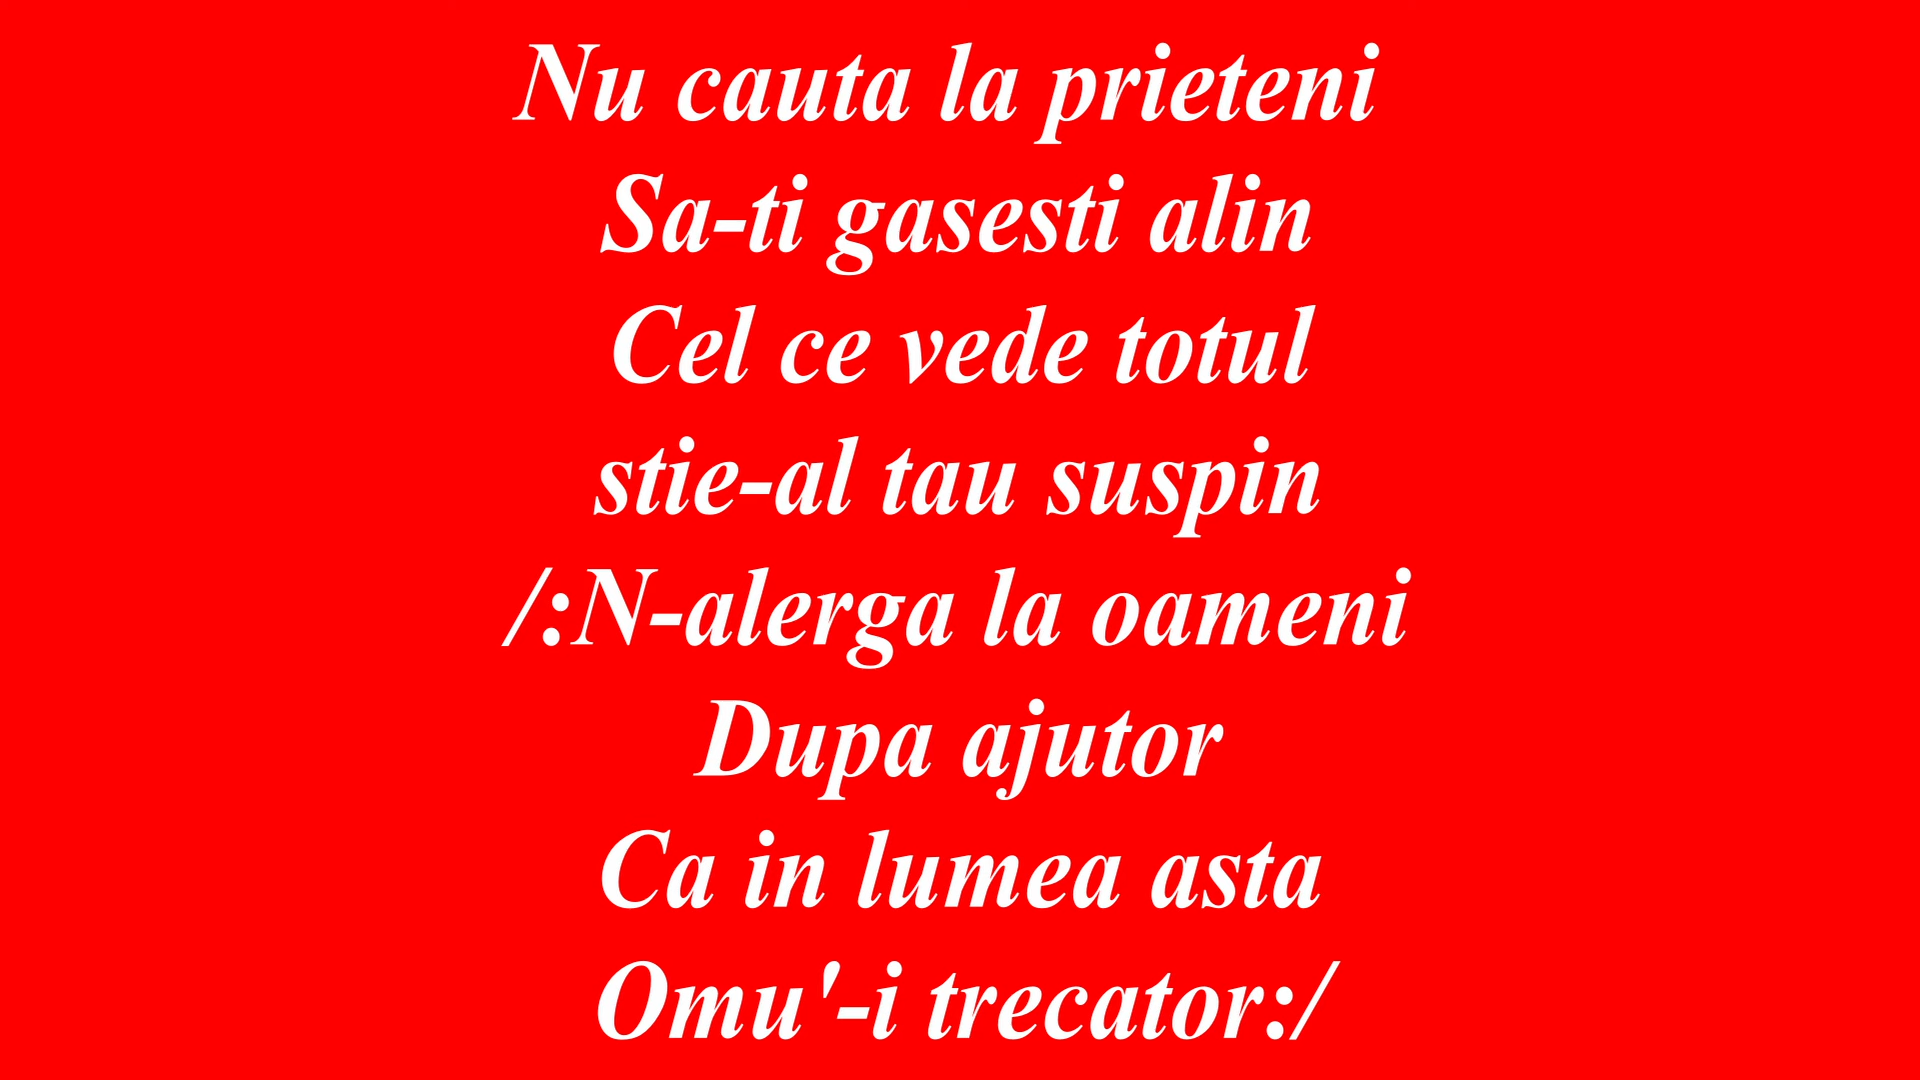 Nu cauta la prieteni
Sa-ti gasesti alin
Cel ce vede totul
stie-al tau suspin
/:N-alerga la oameni
Dupa ajutor
Ca in lumea asta
Omu'-i trecator:/